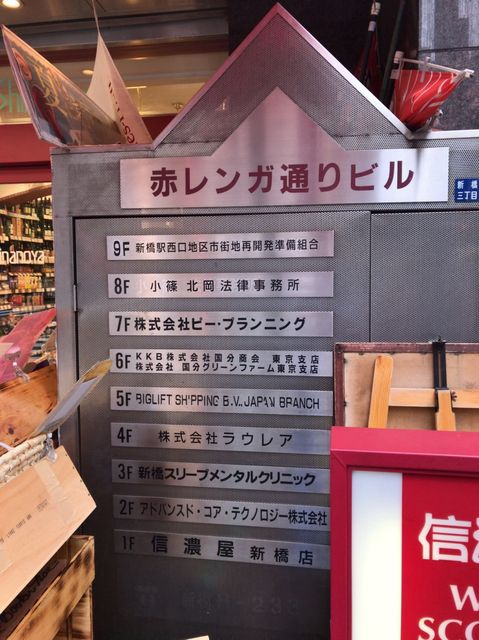 赤レンガ通りビル
新橋
三丁目
9F 新橋駅西口地区市街地再開発準備組合
8F 小篠 北岡法律事務所
7F 株式会社ビー・プランニング
6F KKB株式会社国分商会 東京支店
株式会社 国分グリーンファーム東京支店
5F BIGLIFT SHIPPING B.V. JAPAN BRANCH
4F 株式会社ラウレア
3F 新橋スリープメンタルクリニック
2F アドバンスド・コア・テクノロジー株式会社
1F 信濃屋 新橋店
inanoya
信
W
SCO